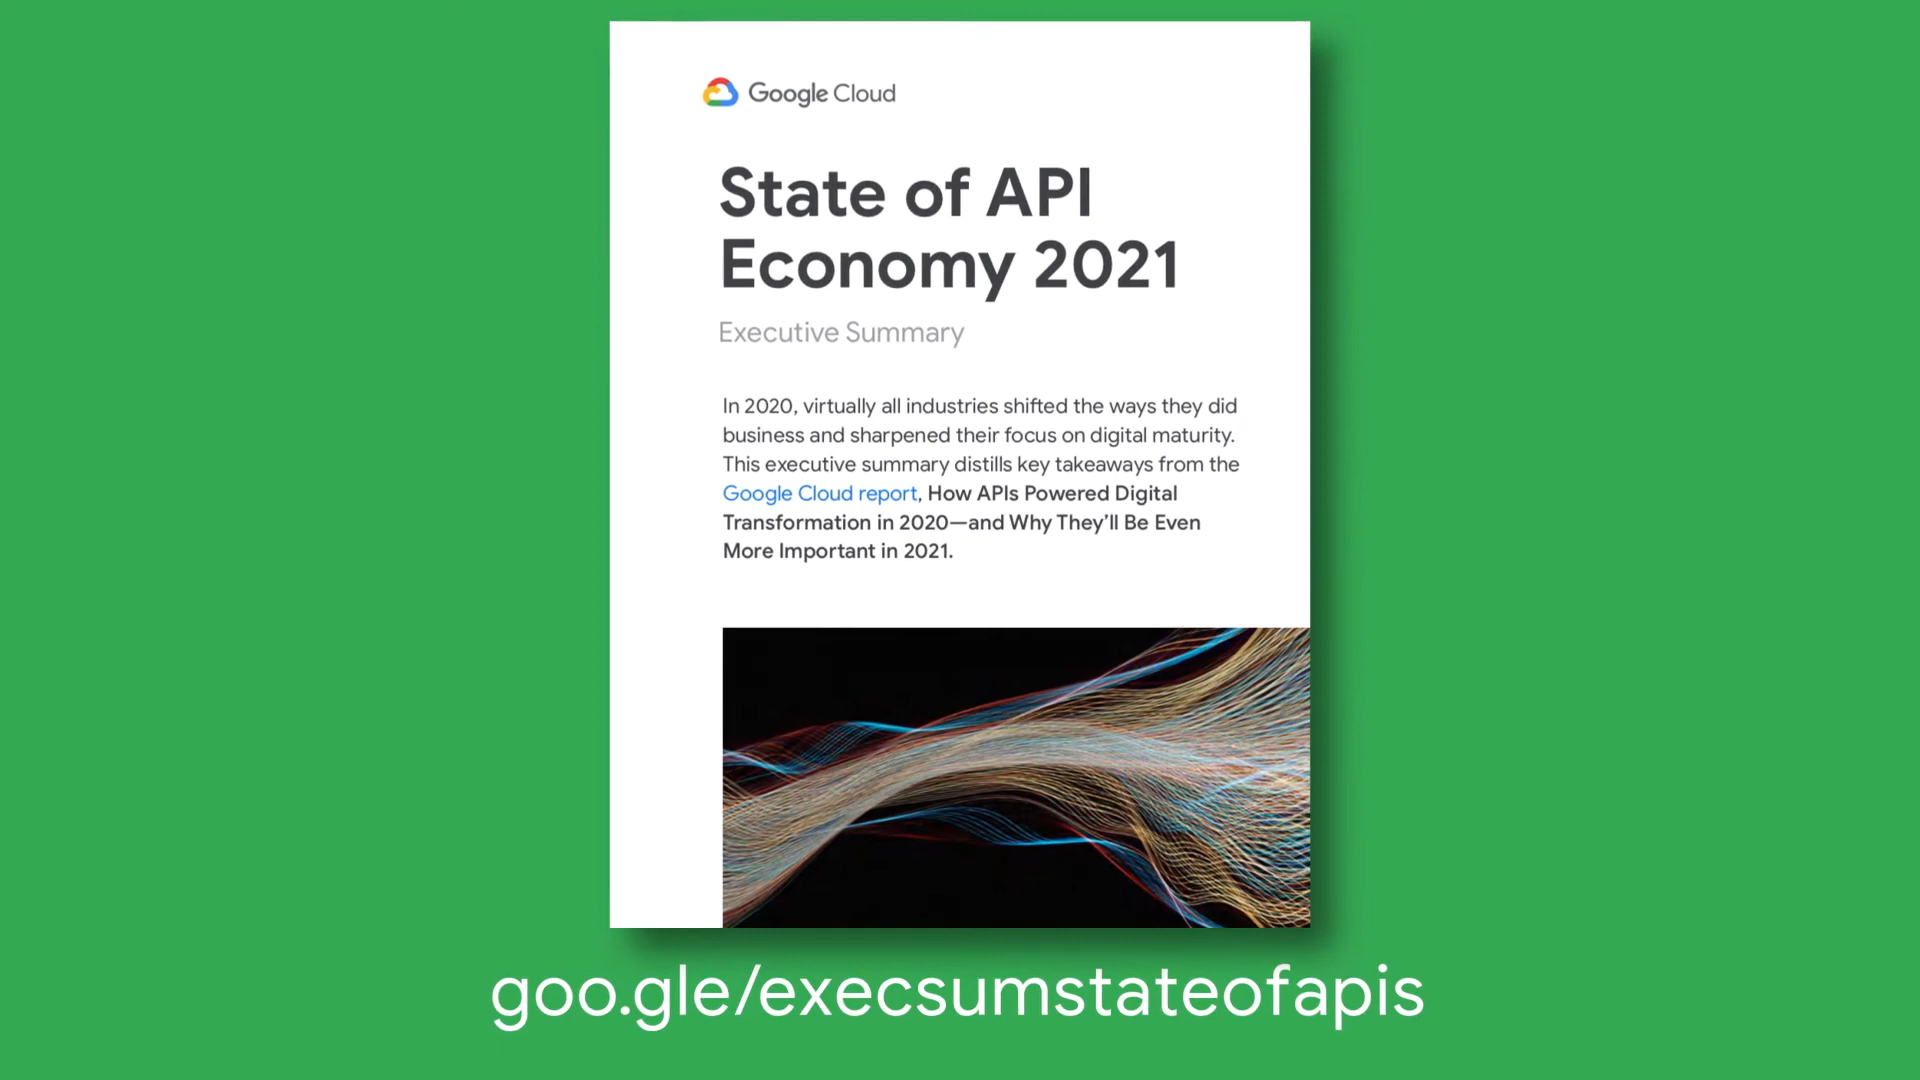 Google Cloud
State of API
Economy 2021
Executive Summary
In 2020, virtually all industries shifted the ways they did
business and sharpened their focus on digital maturity.
This executive summary distills key takeaways from the
Google Cloud report, How APIs Powered Digital
Transformation in 2020—and Why They’ll Be Even
More Important in 2021.
goo.gle/execsumstateofapis